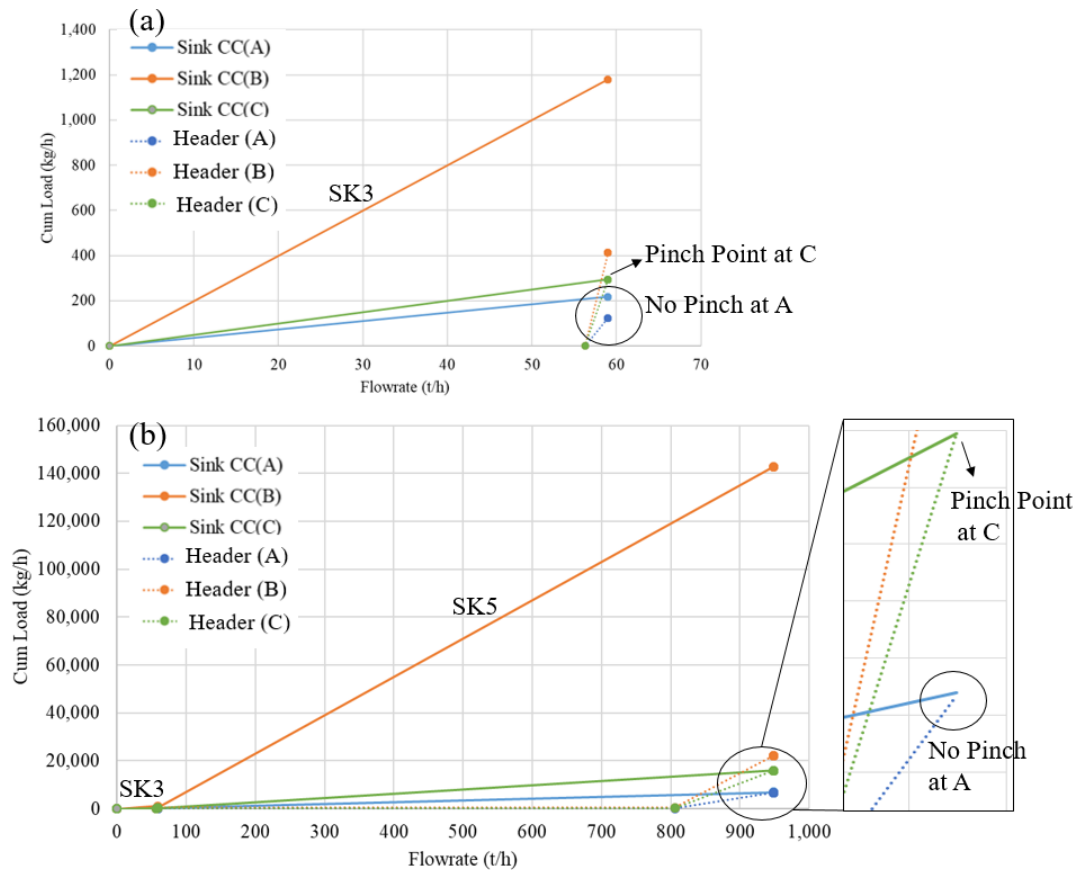 (a)
1,400
1,200
1,000
800
600
400
200
0
Cum Load (kg/h)
Sink CC(A)
Sink CC(B)
Sink CC(C)
Header (A)
Header (B)
Header (C)
SK3
Pinch Point at C
No Pinch at A
0 10 20 30 40 50 60 70
Flowrate (t/h)
(b)
160,000
140,000
120,000
100,000
80,000
60,000
40,000
20,000
0
Cum Load (kg/h)
Sink CC(A)
Sink CC(B)
Sink CC(C)
Header (A)
Header (B)
Header (C)
SK5
SK3
Pinch Point
at C
No Pinch
at A
0 100 200 300 400 500 600 700 800 900 1,000
Flowrate (t/h)